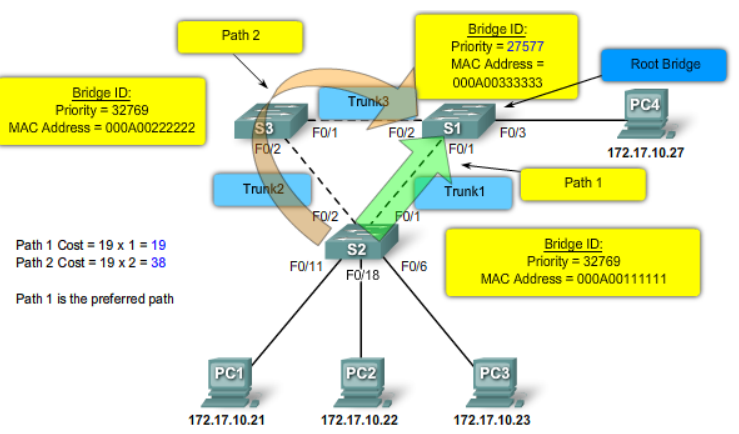 Path 2
Bridge ID:
Priority = 27577
MAC Address =
000A00333333
Root Bridge
Bridge ID:
Priority = 32769
MAC Address = 000A00222222
Trunk3
PC4
S3
F0/1
F0/2
S1
F0/3
F0/2
F0/1
172.17.10.27
Trunk2
Trunk1
Path 1
F0/2
F0/1
Path 1 Cost = 19 x 1 = 19
Path 2 Cost = 19 x 2 = 38
Path 1 is the preferred path
S2
Bridge ID:
Priority = 32769
MAC Address = 000A00111111
F0/11
F0/18
F0/6
PC1
PC2
PC3
172.17.10.21
172.17.10.22
172.17.10.23